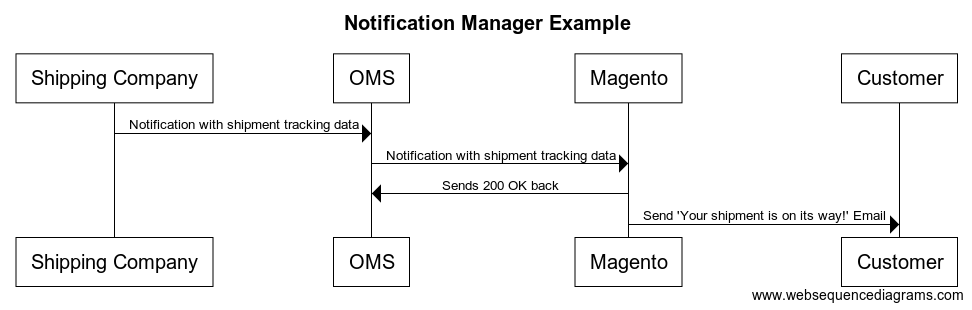 Notification Manager Example
Shipping Company
OMS
Magento
Customer
Notification with shipment tracking data
Notification with shipment tracking data
Sends 200 OK back
Send 'Your shipment is on its way!' Email
Shipping Company
OMS
Magento
Customer
www.websequencediagrams.com